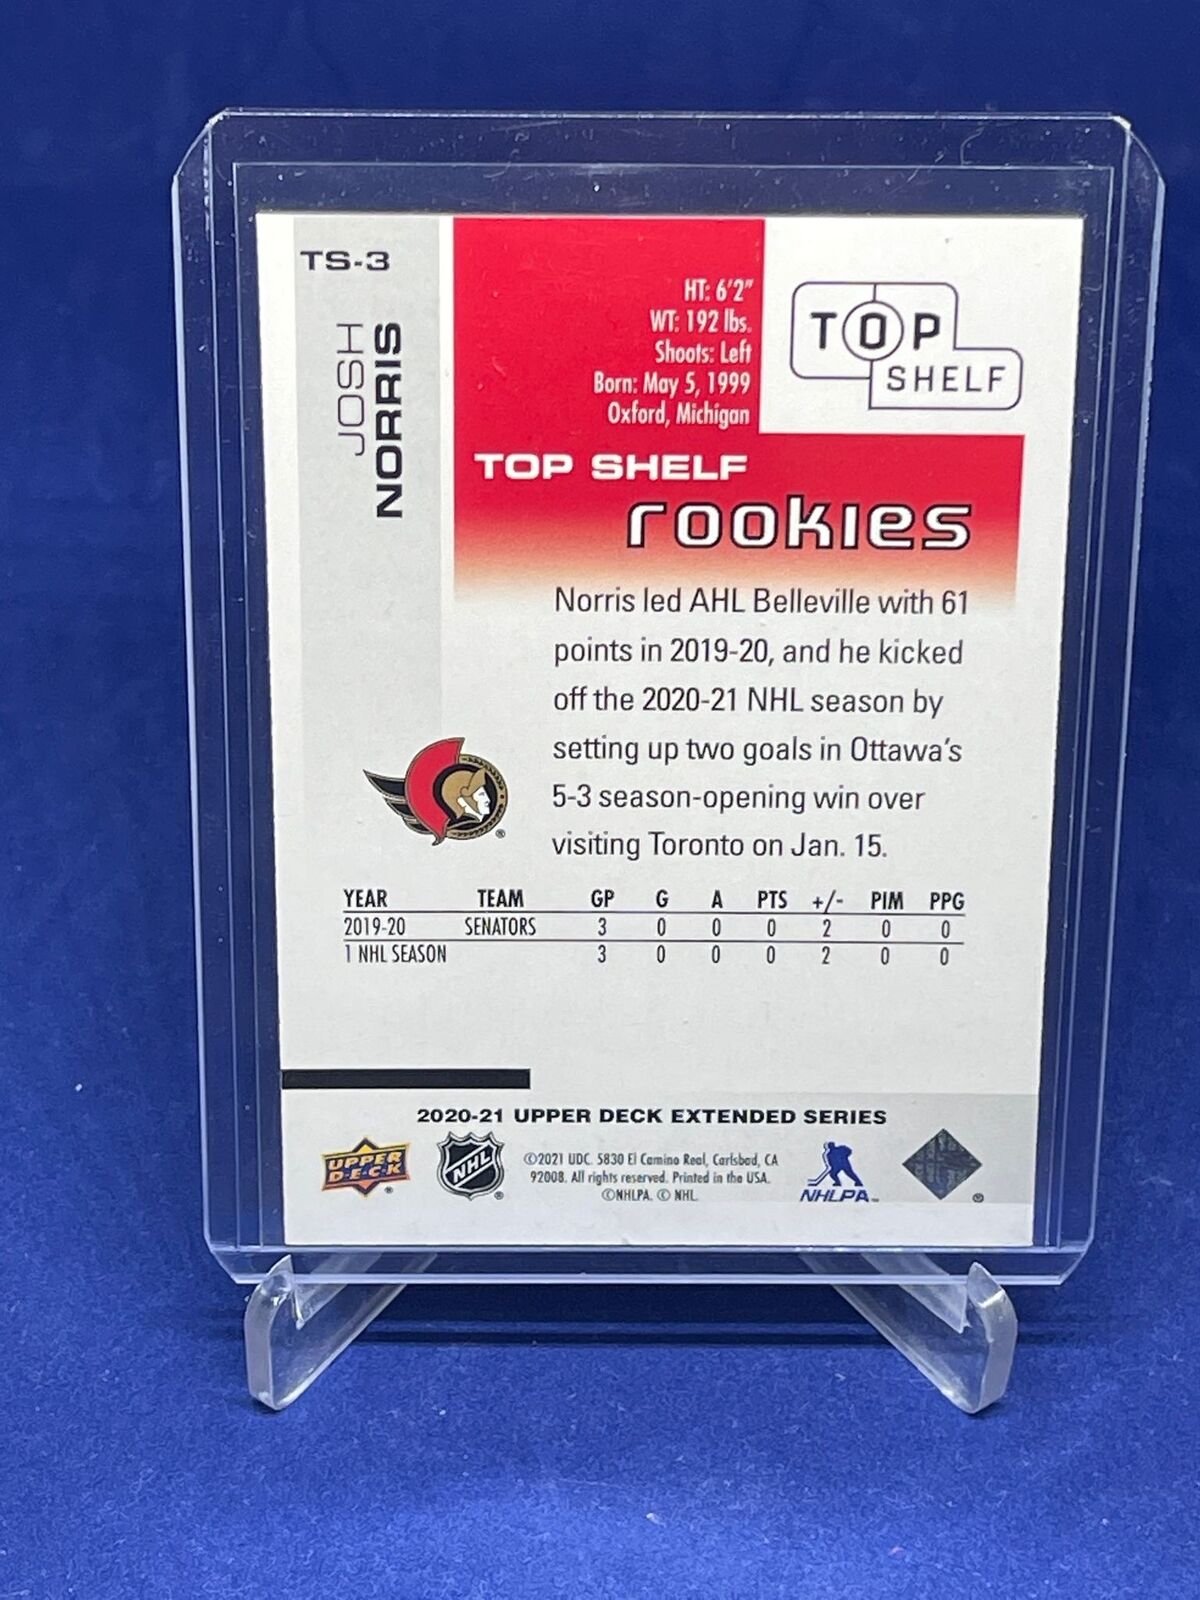 TS-3
JOSH
NORRIS
HT: 6'2"
WT: 192 lbs.
Shoots: Left
Born: May 5, 1999
Oxford, Michigan
TOP
SHELF
TOP SHELF
rookies
Norris led AHL Belleville with 61
points in 2019-20, and he kicked
off the 2020-21 NHL season by
setting up two goals in Ottawa's
5-3 season-opening win over
visiting Toronto on Jan. 15.
YEAR TEAM GP G A PTS +/- PIM PPG
2019-20 SENATORS 3 0 0 0 2 0 0
1 NHL SEASON 3 0 0 0 2 0 0
2020-21 UPPER DECK EXTENDED SERIES
UPPER
D·E·C·K
®
NHL
®
©2021 UDC. 5830 El Camino Real, Carlsbad, CA
92008. All rights reserved. Printed in the USA.
©NHLPA. © NHL.
NHLPA™
®